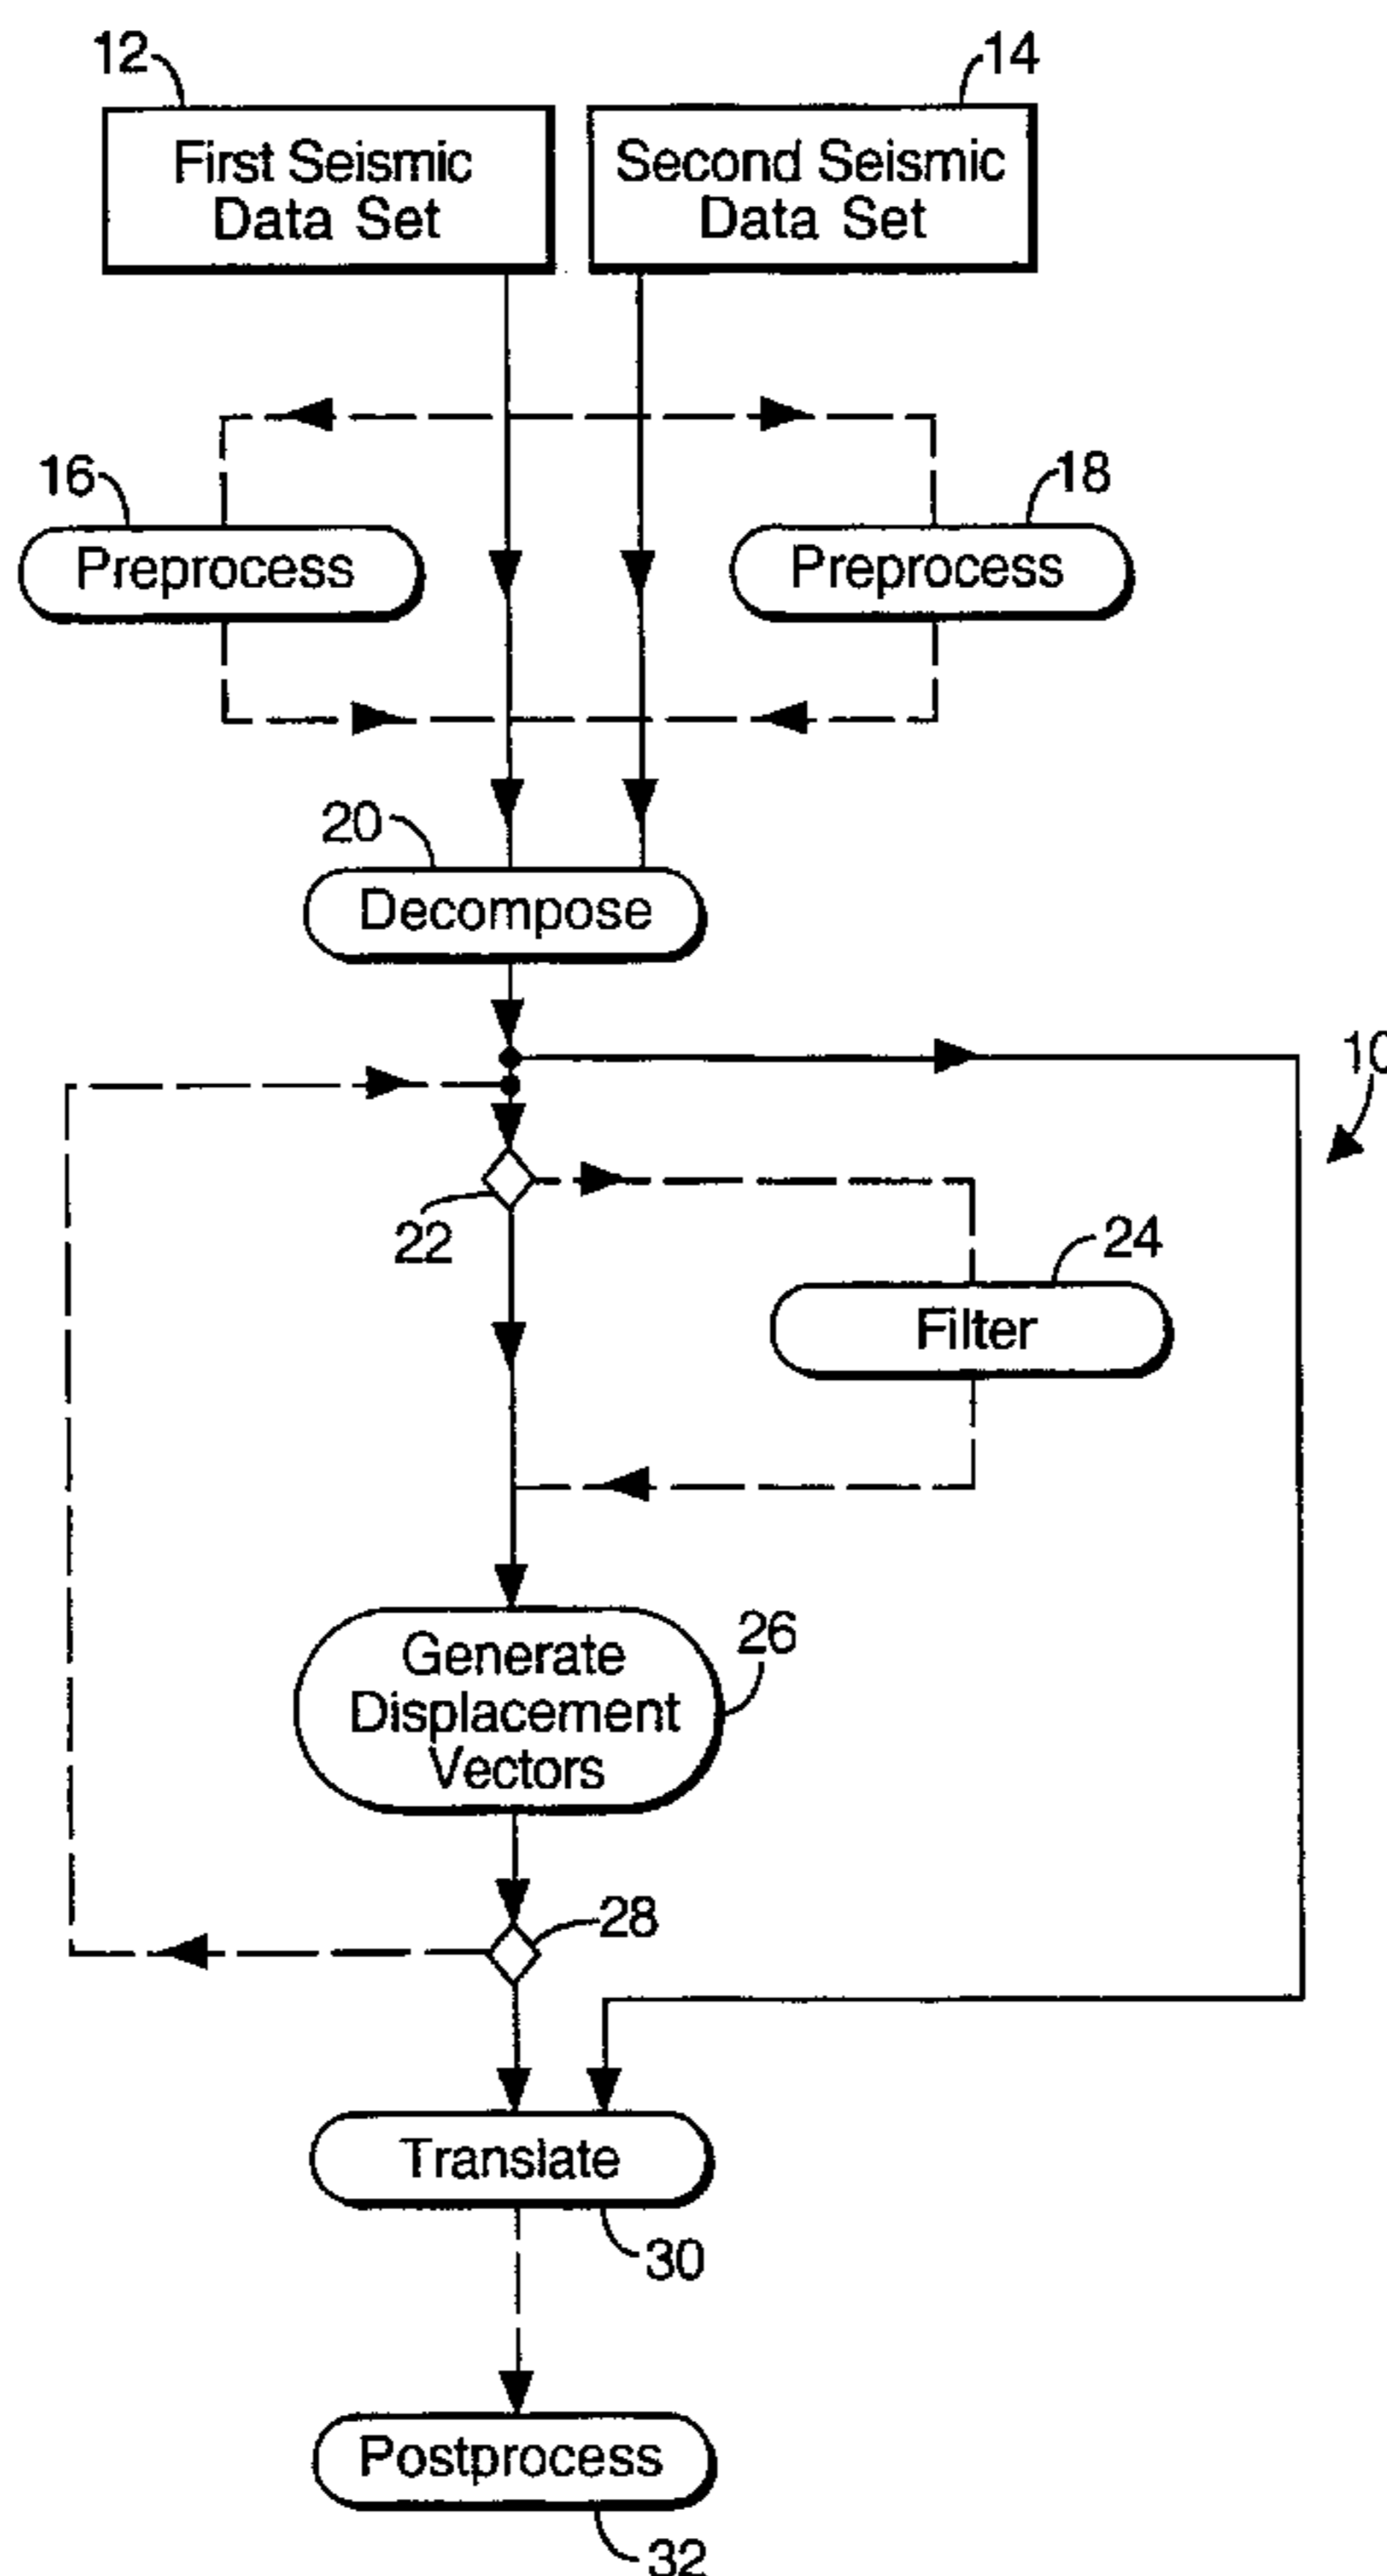 12
14
First Seismic
Data Set
Second Seismic
Data Set
16
18
Preprocess
Preprocess
20
Decompose
10
22
24
Filter
26
Generate
Displacement
Vectors
28
Translate
30
Postprocess
32